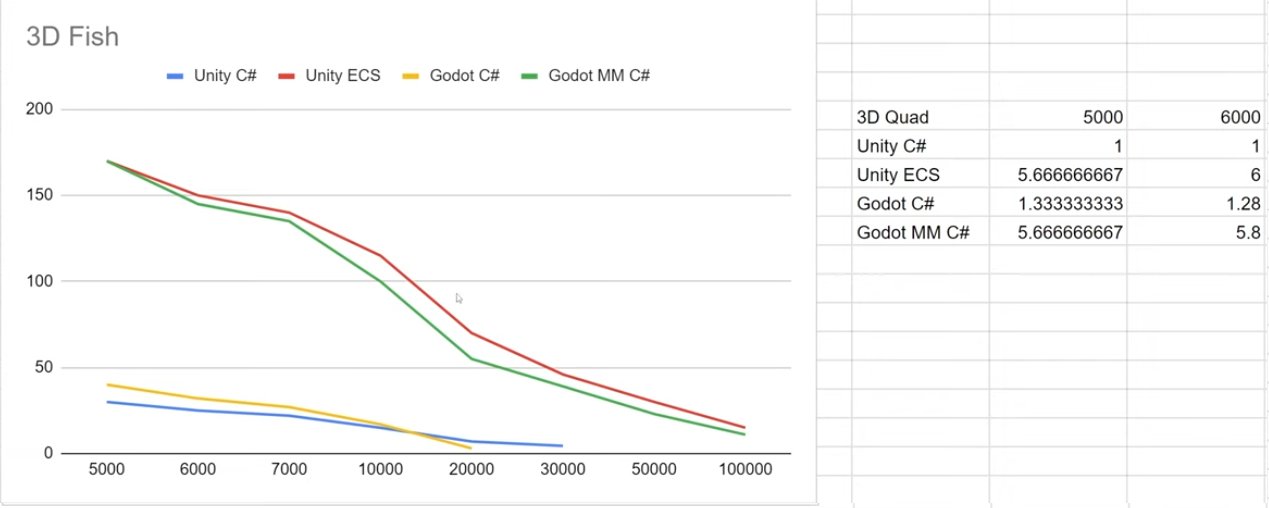 3D Fish
Unity C# Unity ECS Godot C# Godot MM C#
200
150
100
50
0
5000 6000 7000 10000 20000 30000 50000 100000
3D Quad 5000 6000
Unity C# 1 1
Unity ECS 5.666666667 6
Godot C# 1.333333333 1.28
Godot MM C# 5.666666667 5.8